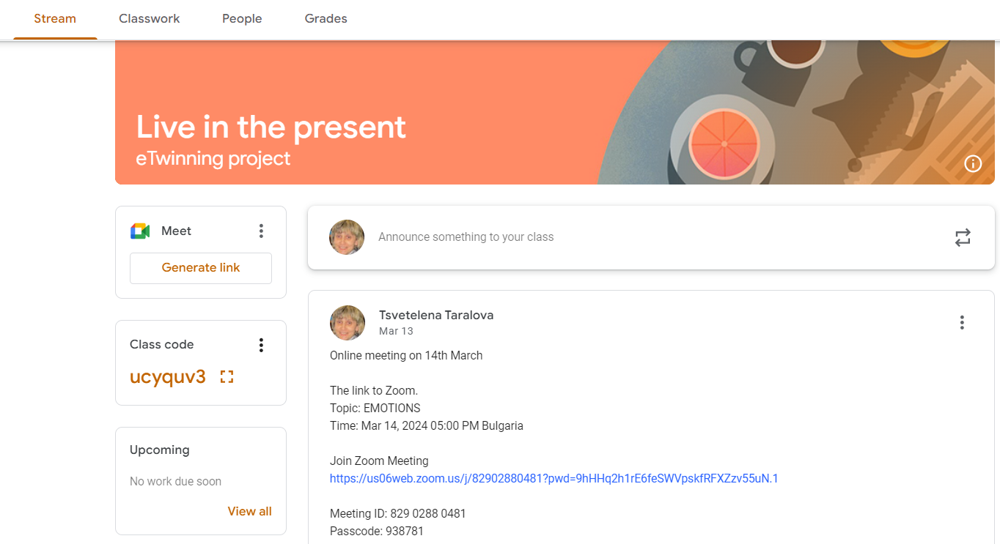 Stream
Classwork
People
Grades
Live in the present
eTwinning project
Meet
Generate link
Class code
ucyquv3
Upcoming
No work due soon
View all
Announce something to your class
Tsvetelena Taralova
Mar 13
Online meeting on 14th March
The link to Zoom.
Topic: EMOTIONS
Time: Mar 14, 2024 05:00 PM Bulgaria
Join Zoom Meeting
https://us06web.zoom.us/j/82902880481?pwd=9hHHq2h1rE6feSWVpskfRFXZzv55uN.1
Meeting ID: 829 0288 0481
Passcode: 938781